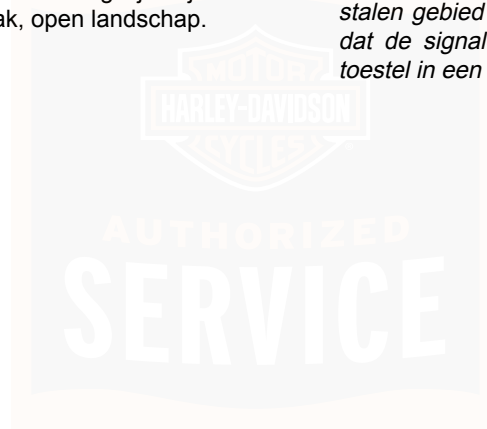 ak, open landschap.
stalen gebied
dat de signal
toestel in een
MOTOR
HARLEY-DAVIDSON
CYCLES
AUTHORIZED
SERVICE